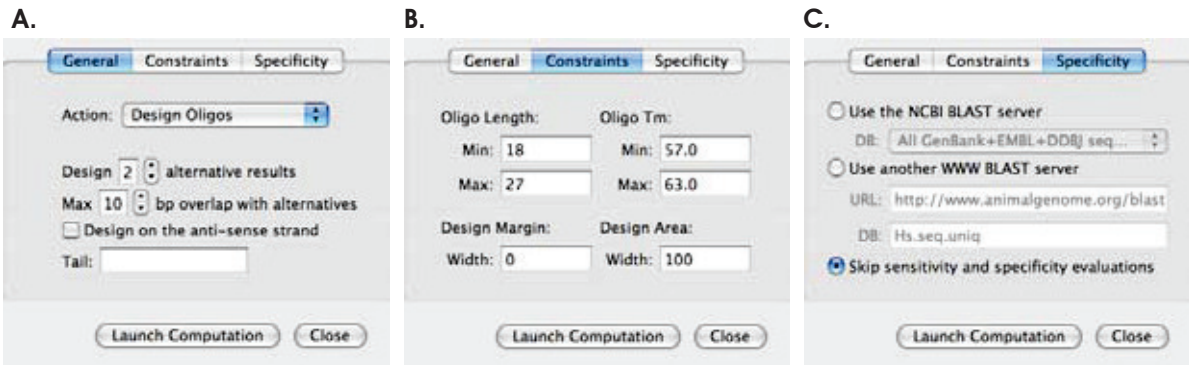 A.
General Constraints Specificity
Action: Design Oligos
Design 2 alternative results
Max 10 bp overlap with alternatives
Design on the anti-sense strand
Tail:
Launch Computation Close
B.
General Constraints Specificity
Oligo Length: Oligo Tm:
Min: 18 Min: 57.0
Max: 27 Max: 63.0
Design Margin: Design Area:
Width: 0 Width: 100
Launch Computation Close
C.
General Constraints Specificity
Use the NCBI BLAST server
DB: All GenBank+EMBL+DDBJ seq...
Use another WWW BLAST server
URL: http://www.animalgenome.org/blast
DB: Hs.seq.uniq
Skip sensitivity and specificity evaluations
Launch Computation Close